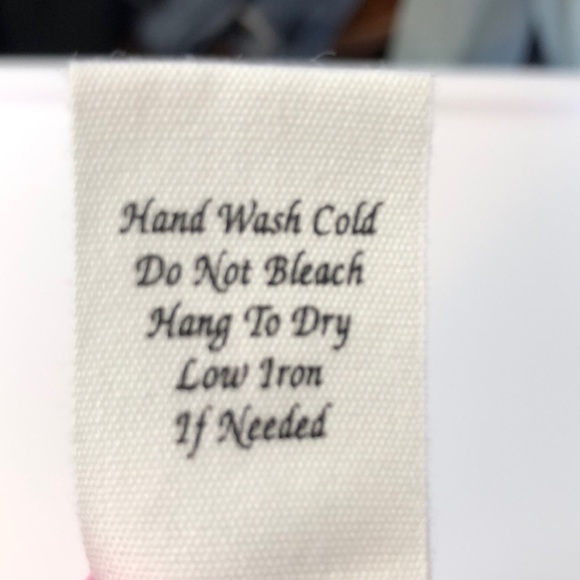 Hand Wash Cold
Do Not Bleach
Hang To Dry
Low Iron
If Needed